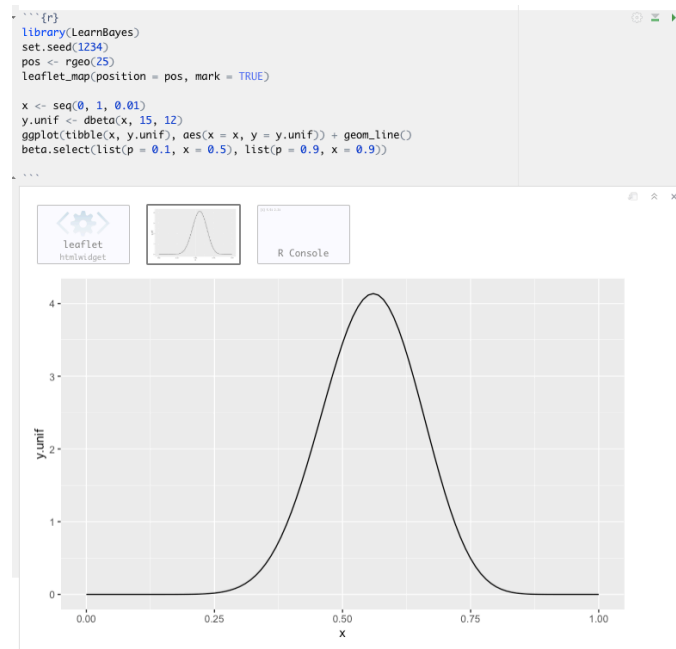 ```{r}
library(LearnBayes)
set.seed(1234)
pos <- rgeo(25)
leaflet_map(position = pos, mark = TRUE)
x <- seq(0, 1, 0.01)
y.unif <- dbeta(x, 15, 12)
ggplot(tibble(x, y.unif), aes(x = x, y = y.unif)) + geom_line()
beta.select(list(p = 0.1, x = 0.5), list(p = 0.9, x = 0.9))
```
leaflet
htmlwidget
R Console
4
3
2
1
0
y.unif
0.00 0.25 0.50 0.75 1.00
x